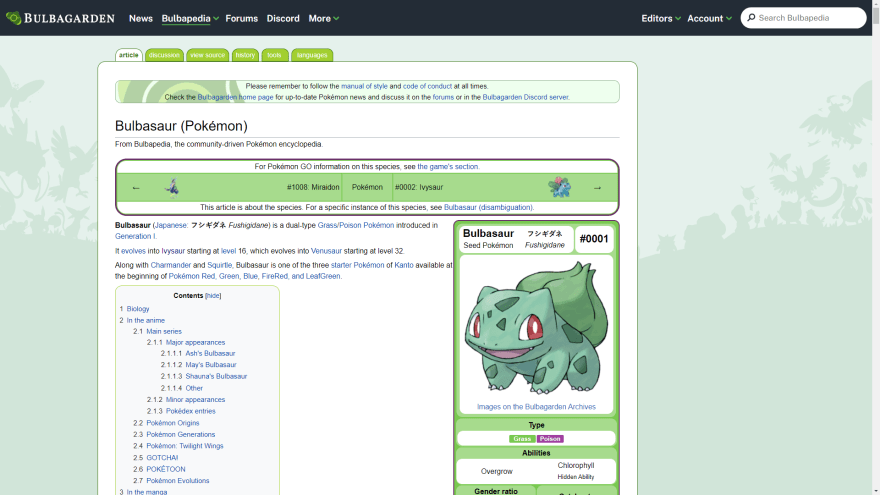 BULBAGARDEN News Bulbapedia Forums Discord More Editors Account Search Bulbapedia
article discussion view source history tools languages
Please remember to follow the manual of style and code of conduct at all times.
Check the Bulbagarden home page for up-to-date Pokémon news and discuss it on the forums or in the Bulbagarden Discord server.
Bulbasaur (Pokémon)
From Bulbapedia, the community-driven Pokémon encyclopedia.
For Pokémon GO information on this species, see the game's section.
← #1008: Miraidon Pokémon #0002: Ivysaur →
This article is about the species. For a specific instance of this species, see Bulbasaur (disambiguation).
Bulbasaur (Japanese: フシギダネ Fushigidane) is a dual-type Grass/Poison Pokémon introduced in
Generation I.
It evolves into Ivysaur starting at level 16, which evolves into Venusaur starting at level 32.
Along with Charmander and Squirtle, Bulbasaur is one of the three starter Pokémon of Kanto available at
the beginning of Pokémon Red, Green, Blue, FireRed, and LeafGreen.
Contents [hide]
1 Biology
2 In the anime
2.1 Main series
2.1.1 Major appearances
2.1.1.1 Ash's Bulbasaur
2.1.1.2 May's Bulbasaur
2.1.1.3 Shauna's Bulbasaur
2.1.1.4 Other
2.1.2 Minor appearances
2.1.3 Pokédex entries
2.2 Pokémon Origins
2.3 Pokémon Generations
2.4 Pokémon: Twilight Wings
2.5 GOTCHA!
2.6 POKÉTOON
2.7 Pokémon Evolutions
3 In the manga
Bulbasaur フシギダネ #0001
Seed Pokémon Fushigidane
Images on the Bulbagarden Archives
Type
Grass Poison
Abilities
Overgrow Chlorophyll
Hidden Ability
Gender ratio